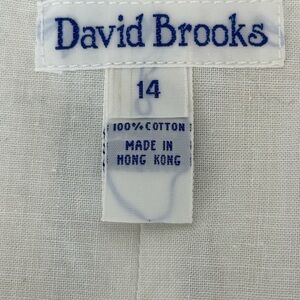 David Brooks
14
100% COTTON
MADE IN
HONG KONG